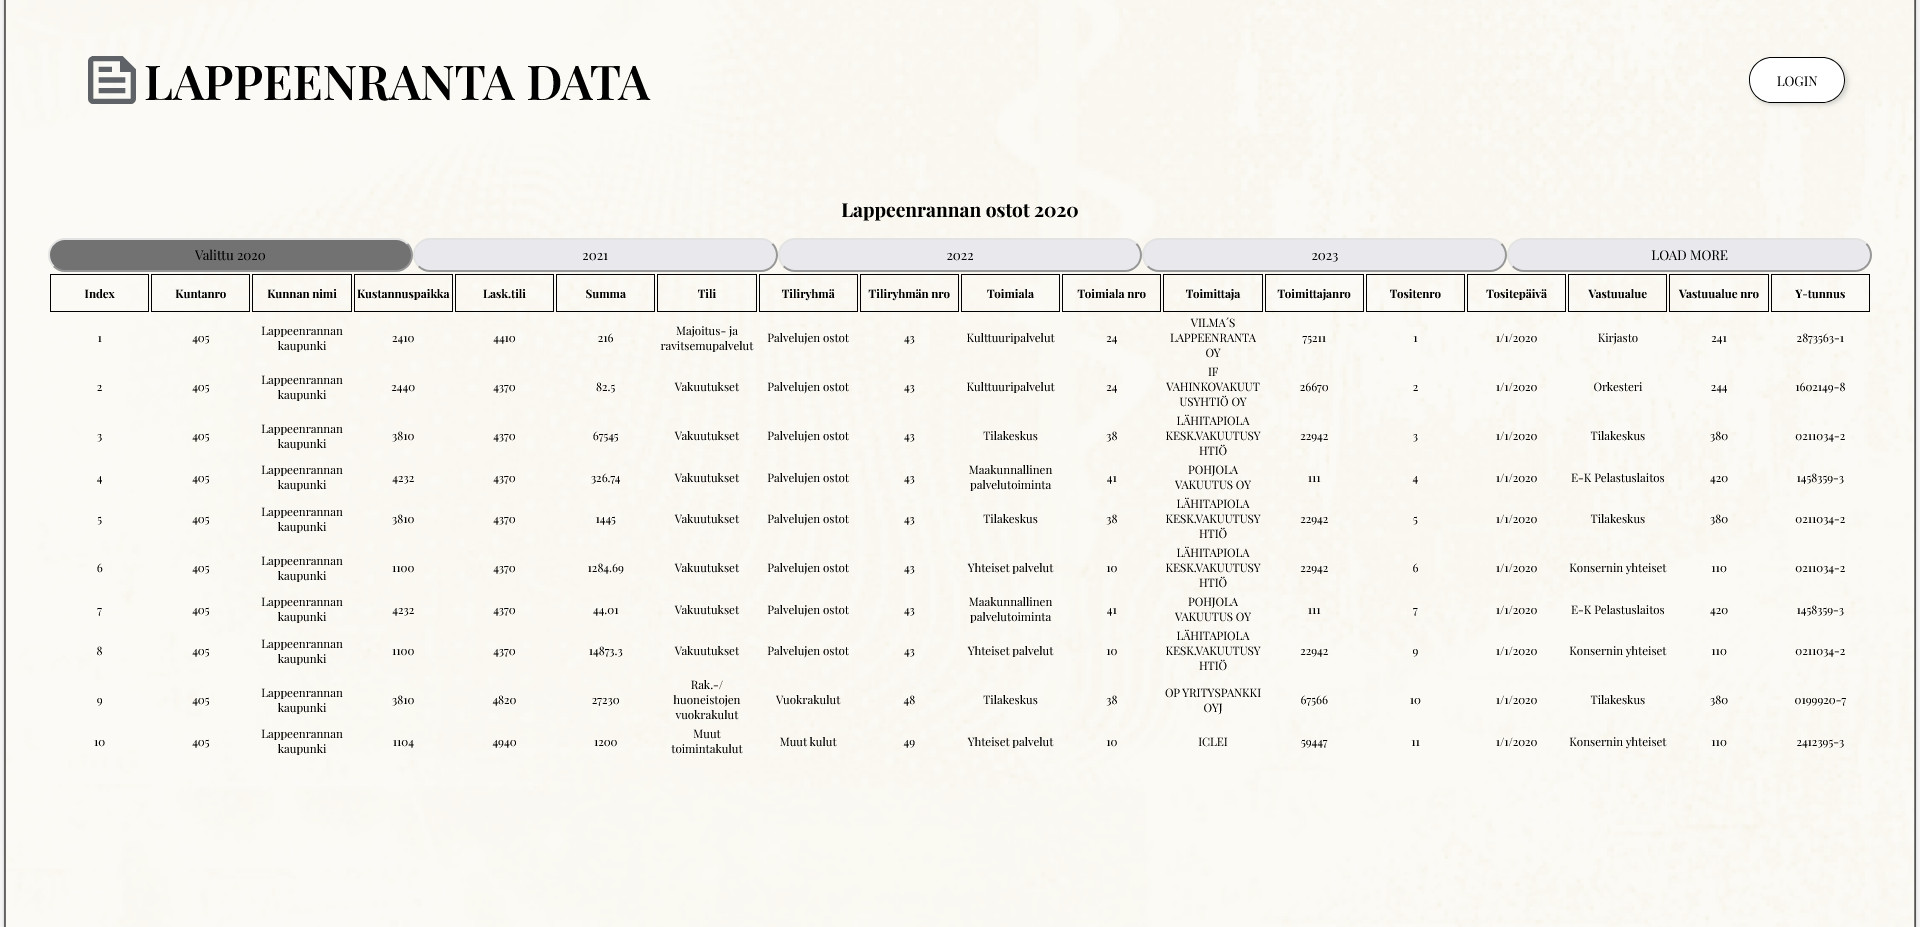 LAPPEENRANTA DATA
LOGIN
Lappeenrannan ostot 2020
Valittu 2020 2021 2022 2023 LOAD MORE
Index Kuntanro Kunnan nimi Kustannuspaikka Lask.tili Summa Tili Tiliryhmä Tiliryhmän nro Toimiala Toimiala nro Toimittaja Toimittajanro Tositenro Tositepäivä Vastuualue Vastuualue nro Y-tunnus
1 405 Lappeenrannan kaupunki 2410 4410 216 Majoitus- ja ravitsemupalvelut Palvelujen ostot 43 Kulttuuripalvelut 24 VILMA´S LAPPEENRANTA OY 75211 1 1/1/2020 Kirjasto 241 2873563-1
2 405 Lappeenrannan kaupunki 2440 4370 82.5 Vakuutukset Palvelujen ostot 43 Kulttuuripalvelut 24 IF VAHINKOVAKUUTUSYHTIÖ OY 26670 2 1/1/2020 Orkesteri 244 1602149-8
3 405 Lappeenrannan kaupunki 3810 4370 67545 Vakuutukset Palvelujen ostot 43 Tilakeskus 38 LÄHITAPIOLA KESK.VAKUUTUSYHTIÖ 22942 3 1/1/2020 Tilakeskus 380 0211034-2
4 405 Lappeenrannan kaupunki 4232 4370 326.74 Vakuutukset Palvelujen ostot 43 Maakunnallinen palvelutoiminta 41 POHJOLA VAKUUTUS OY 111 4 1/1/2020 E-K Pelastuslaitos 420 1458359-3
5 405 Lappeenrannan kaupunki 3810 4370 1445 Vakuutukset Palvelujen ostot 43 Tilakeskus 38 LÄHITAPIOLA KESK.VAKUUTUSYHTIÖ 22942 5 1/1/2020 Tilakeskus 380 0211034-2
6 405 Lappeenrannan kaupunki 1100 4370 1284.69 Vakuutukset Palvelujen ostot 43 Yhteiset palvelut 10 LÄHITAPIOLA KESK.VAKUUTUSYHTIÖ 22942 6 1/1/2020 Konsernin yhteiset 110 0211034-2
7 405 Lappeenrannan kaupunki 4232 4370 44.01 Vakuutukset Palvelujen ostot 43 Maakunnallinen palvelutoiminta 41 POHJOLA VAKUUTUS OY 111 7 1/1/2020 E-K Pelastuslaitos 420 1458359-3
8 405 Lappeenrannan kaupunki 1100 4370 14873.3 Vakuutukset Palvelujen ostot 43 Yhteiset palvelut 10 LÄHITAPIOLA KESK.VAKUUTUSYHTIÖ 22942 9 1/1/2020 Konsernin yhteiset 110 0211034-2
9 405 Lappeenrannan kaupunki 3810 4820 27230 Rak.-/ huoneistojen vuokrakulut Vuokrakulut 48 Tilakeskus 38 OP YRITYSPANKKI OYJ 67566 10 1/1/2020 Tilakeskus 380 0199920-7
10 405 Lappeenrannan kaupunki 1104 4940 1200 Muut toimintakulut Muut kulut 49 Yhteiset palvelut 10 ICLEI 59447 11 1/1/2020 Konsernin yhteiset 110 2412395-3